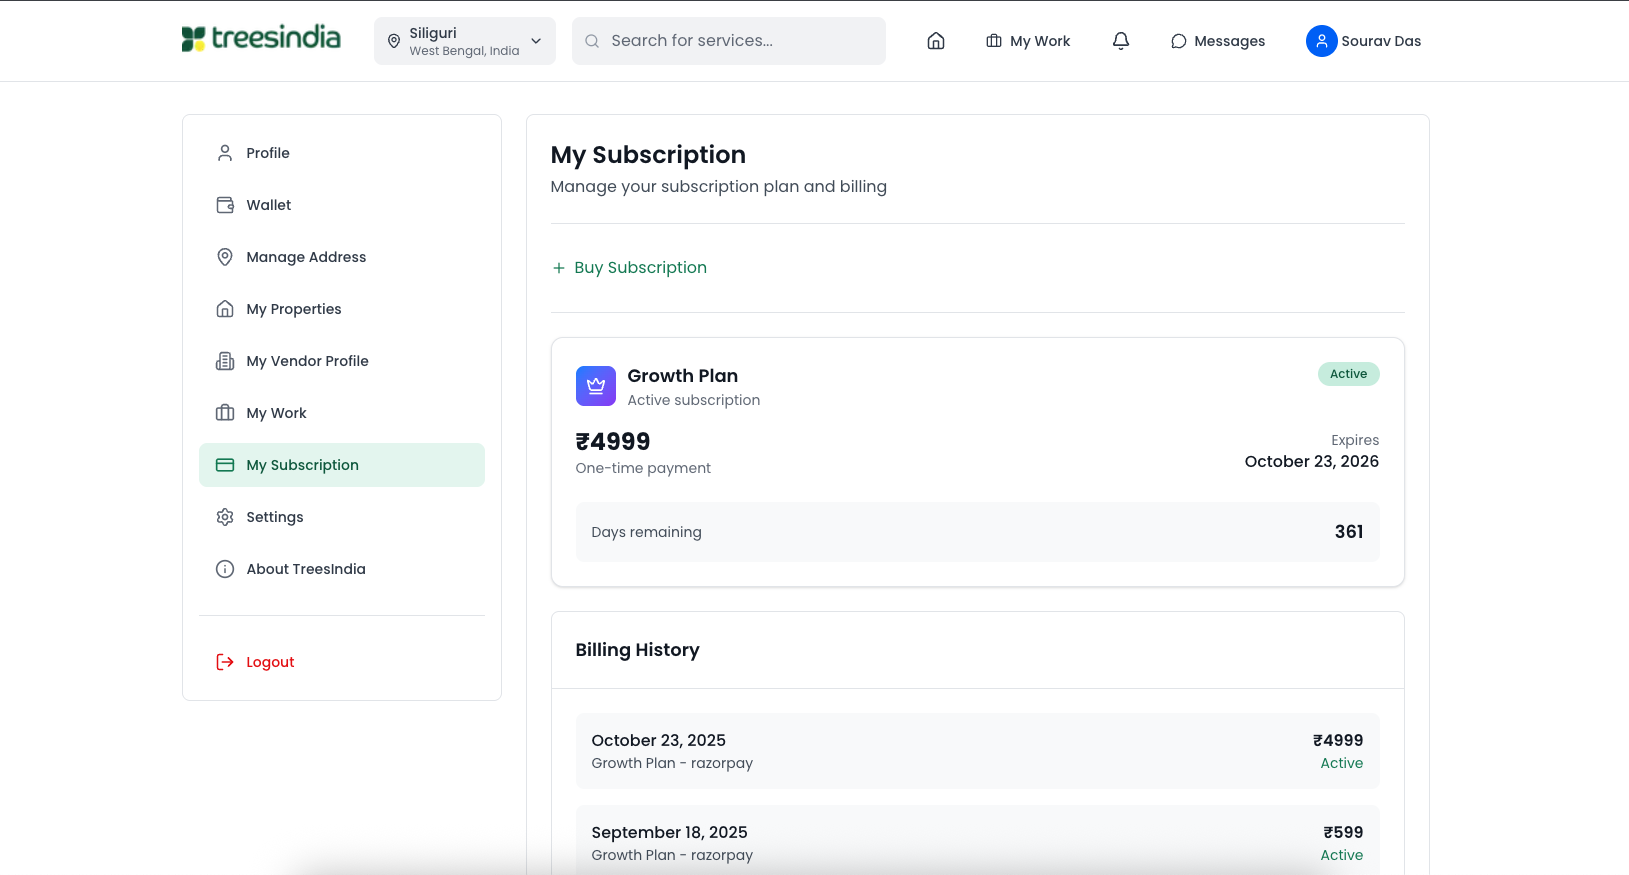 treesindia
Siliguri
West Bengal, India
Search for services...
My Work
Messages
Sourav Das
Profile
Wallet
Manage Address
My Properties
My Vendor Profile
My Work
My Subscription
Settings
About TreesIndia
Logout
My Subscription
Manage your subscription plan and billing
Buy Subscription
Growth Plan
Active
Active subscription
₹4999
One-time payment
Expires
October 23, 2026
Days remaining
361
Billing History
October 23, 2025
₹4999
Growth Plan - razorpay
Active
September 18, 2025
₹599
Growth Plan - razorpay
Active